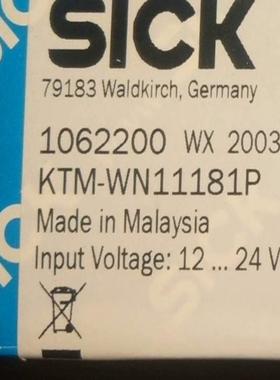 SICK
79183 Waldkirch, Germany
1062200 WX 2003
KTM-WN11181P
Made in Malaysia
Input Voltage: 12 ... 24 V